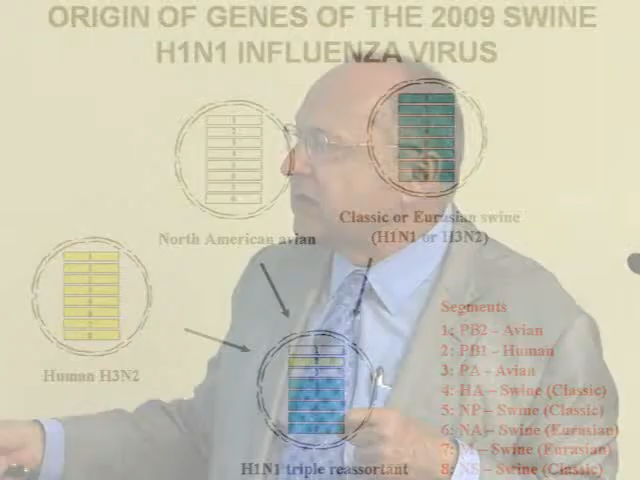 ORIGIN OF GENES OF THE 2009 SWINE
H1N1 INFLUENZA VIRUS
Classic or Eurasian swine
(H1N1 or H3N2)
North American avian
Human H3N2
H1N1 triple reassortant
Segments
1: PB2 – Avian
2: PB1 – Human
3: PA – Avian
4: HA – Swine (Classic)
5: NP – Swine (Classic)
6: NA – Swine (Eurasian)
7: M – Swine (Eurasian)
8: NS – Swine (Classic)